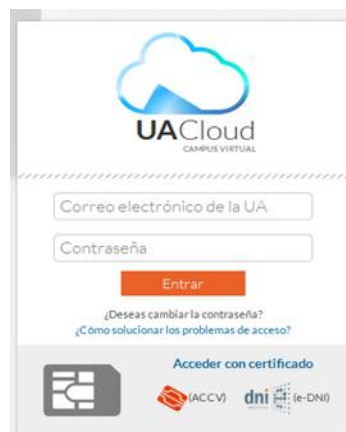 UACloud
CAMPUS VIRTUAL
Correo electrónico de la UA
Contraseña
Entrar
¿Deseas cambiar la contraseña?
¿Cómo solucionar los problemas de acceso?
Acceder con certificado
(ACCV) dni (e-DNI)